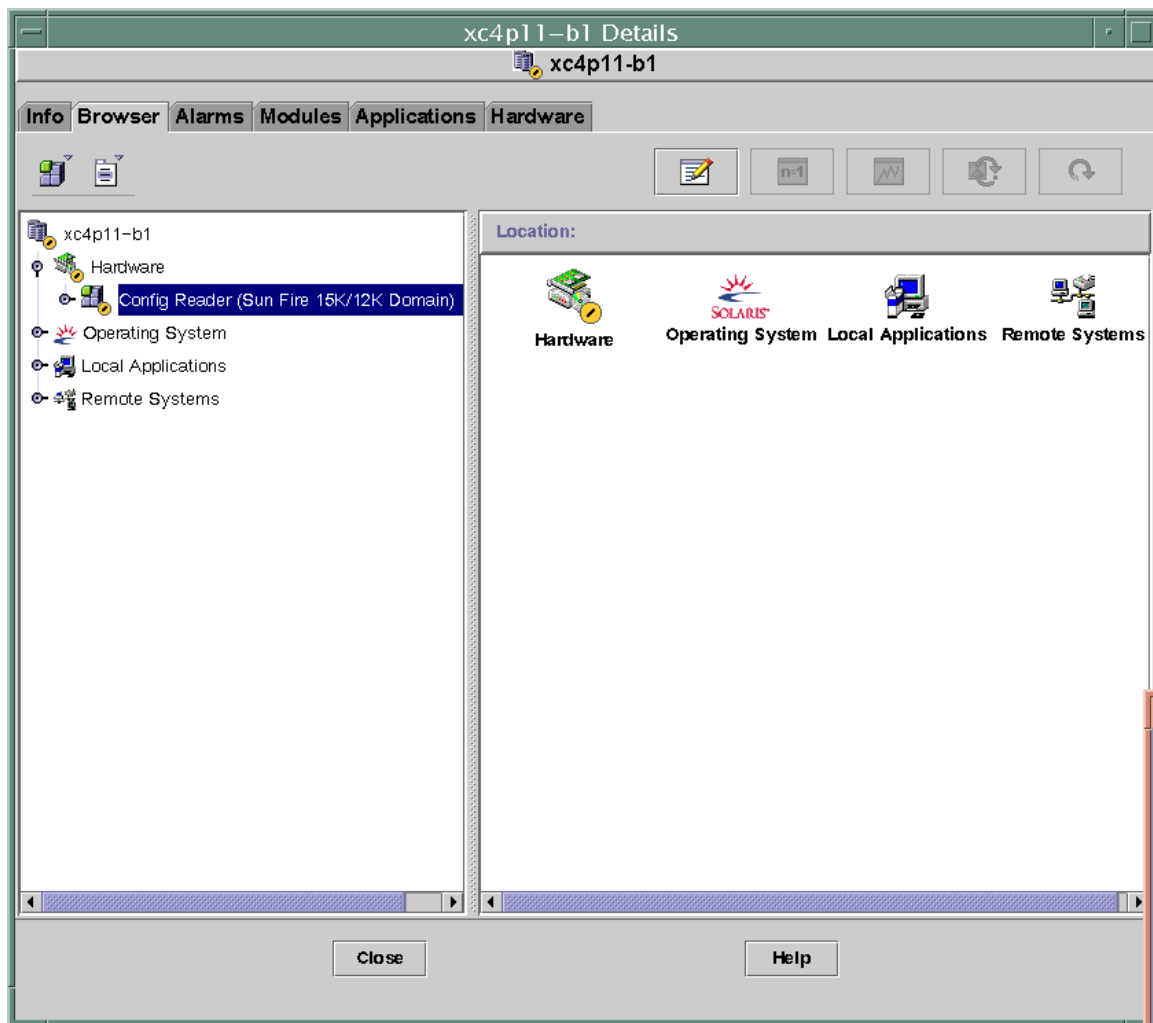 xc4p11-b1 Details
xc4p11-b1
Info Browser Alarms Modules Applications Hardware
n=1
xc4p11-b1
Hardware
Config Reader (Sun Fire 15K/12K Domain)
Operating System
Local Applications
Remote Systems
Location:
SOLARIS
Hardware Operating System Local Applications Remote Systems
Close Help